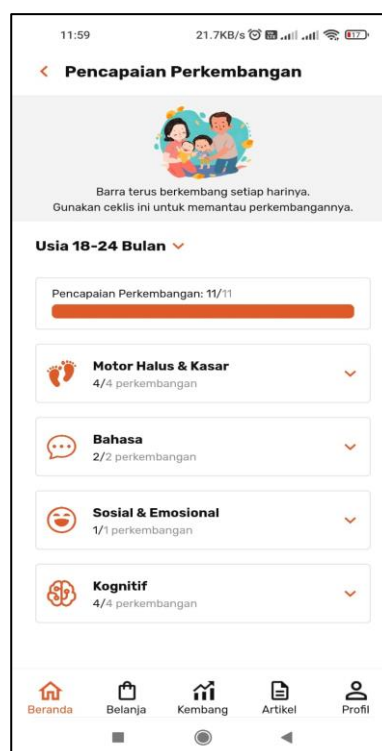 11:59
21.7KB/s
17
Pencapaian Perkembangan
Barra terus berkembang setiap harinya.
Gunakan ceklis ini untuk memantau perkembangannya.
Usia 18-24 Bulan
Pencapaian Perkembangan: 11/11
Motor Halus & Kasar
4/4 perkembangan
Bahasa
2/2 perkembangan
Sosial & Emosional
1/1 perkembangan
Kognitif
4/4 perkembangan
Beranda Belanja Kembang Artikel Profil